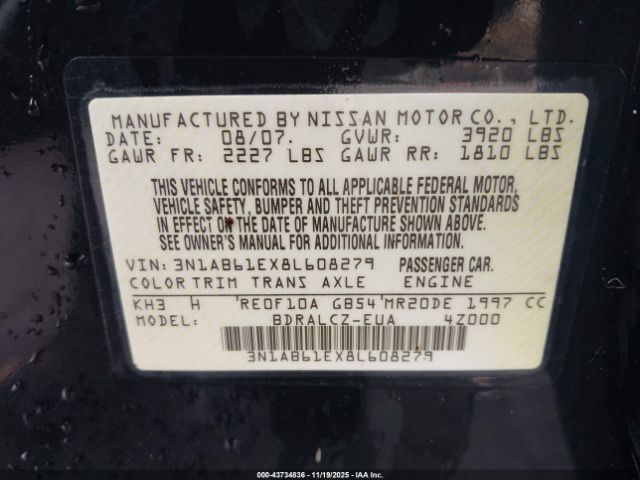 MANUFACTURED BY NISSAN MOTOR CO., LTD.
DATE: 08/07. GVWR: 3920 LBS
GAWR FR: 2227 LBS GAWR RR: 1810 LBS
THIS VEHICLE CONFORMS TO ALL APPLICABLE FEDERAL MOTOR,
VEHICLE SAFETY, BUMPER AND THEFT PREVENTION STANDARDS
IN EFFECT ON THE DATE OF MANUFACTURE SHOWN ABOVE.
SEE OWNER'S MANUAL FOR ADDITIONAL INFORMATION.
VIN: 3N1AB61EX8L608279 PASSENGER CAR.
COLOR TRIM TRANS AXLE ENGINE
KH3 H 'RE0F10A GB54'MR20DE 1997 CC
MODEL: BDRALCZ-EUA 4Z000
3N1AB61EX8L608279
000-43734836 - 11/19/2025 - IAA Inc.